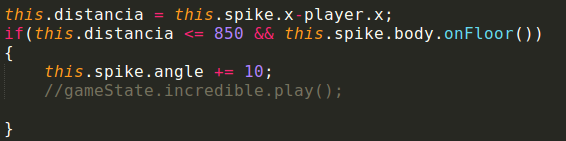 this.distancia = this.spike.x-player.x;
if(this.distancia <= 850 && this.spike.body.onFloor())
{
    this.spike.angle += 10;
    //gameState.incredible.play();
}